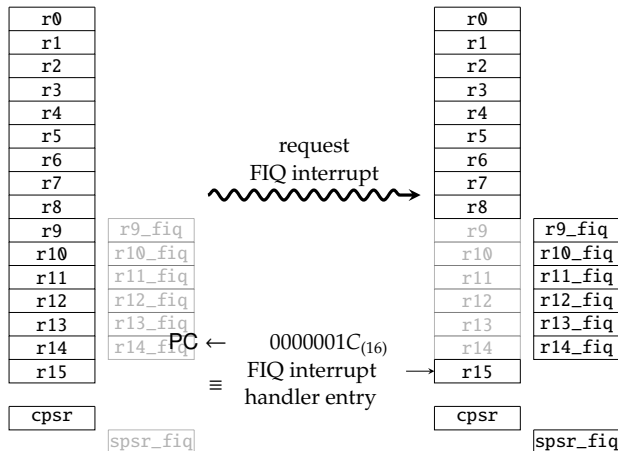 r0 r0
r1 r1
r2 r2
r3 r3
r4 r4
r5 r5
request
r6 r6
FIQ interrupt
r7 r7
r8 r8
r9 r9_fiq r9 r9_fiq
r10 r10_fiq r10 r10_fiq
r11 r11_fiq r11 r11_fiq
r12 r12_fiq r12 r12_fiq
r13 r13_fiq r13 r13_fiq
r14 r14_fiq PC ← 0000001C(16) r14 r14_fiq
r15 ≡ FIQ interrupt r15
handler entry
cpsr cpsr
spsr_fiq spsr_fiq